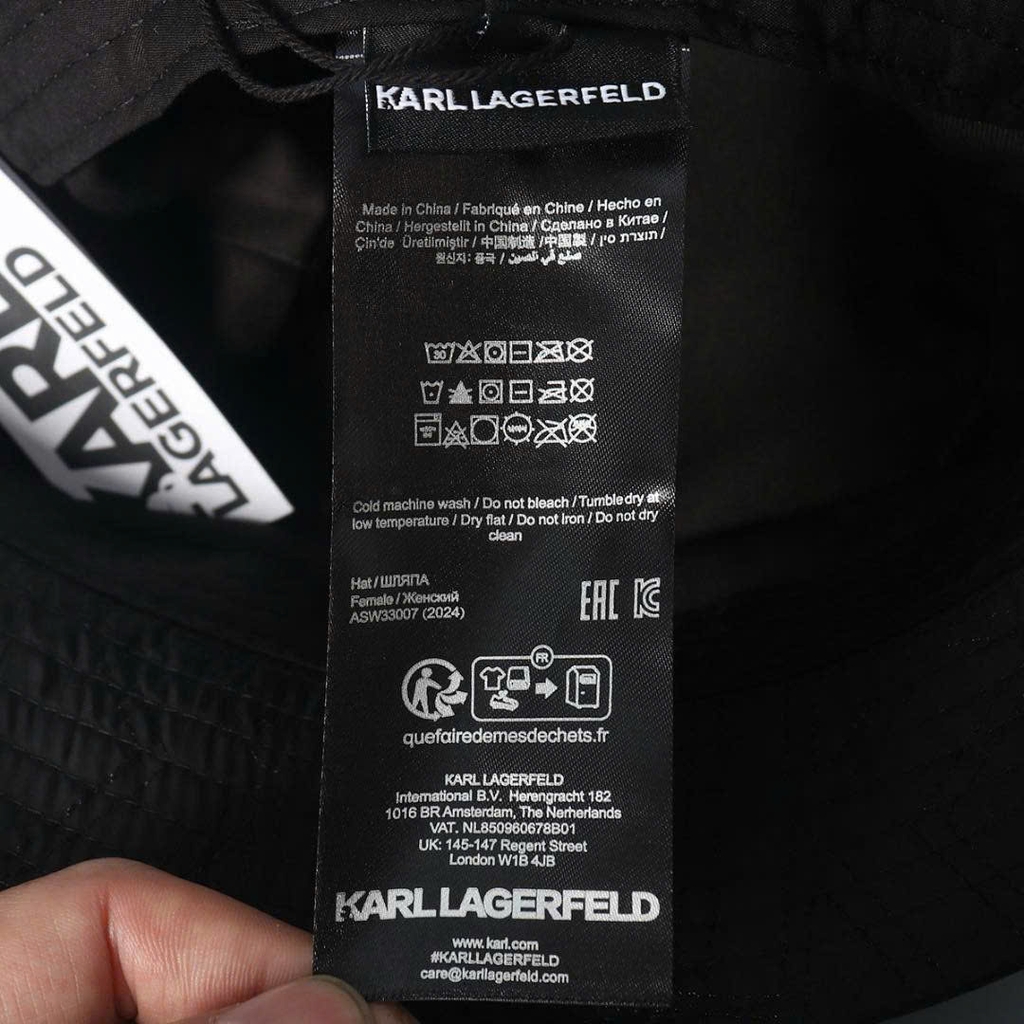 KARL LAGERFELD
KARL
LAGERFELD
Made in China / Fabriqué en Chine / Hecho en
China / Hergestellt in China / Сделано в Китае /
Çin'de Üretilmiştir / 中国制造 / 中國製 / תוצרת סין /
원산지: 중국 / صنع في الصين
30
Cold machine wash / Do not bleach / Tumble dry at
low temperature / Dry flat / Do not Iron / Do not dry
clean
Hat / ШЛЯПА
Female / Женский
ASW33007 (2024)
EAC KC
FR
quefairedemesdechets.fr
KARL LAGERFELD
International B.V. Herengracht 182
1016 BR Amsterdam, The Nerherlands
VAT. NL850960678B01
UK: 145-147 Regent Street
London W1B 4JB
KARL LAGERFELD
www.karl.com
#KARLLAGERFELD
care@karllagerfeld.com